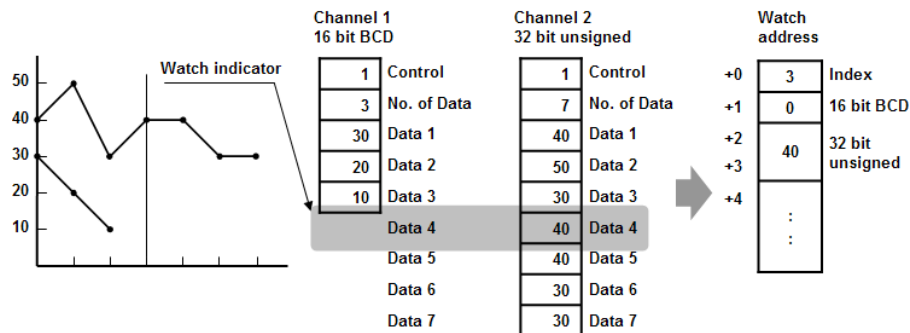 Channel 1
16 bit BCD
Channel 2
32 bit unsigned
Watch
address
50
40
30
20
10
Watch indicator
1 Control
3 No. of Data
30 Data 1
20 Data 2
10 Data 3
Data 4
Data 5
Data 6
Data 7
1 Control
7 No. of Data
40 Data 1
50 Data 2
30 Data 3
40 Data 4
40 Data 5
30 Data 6
30 Data 7
+0 3 Index
+1 0 16 bit BCD
+2
+3
40 32 bit
unsigned
+4
:
: